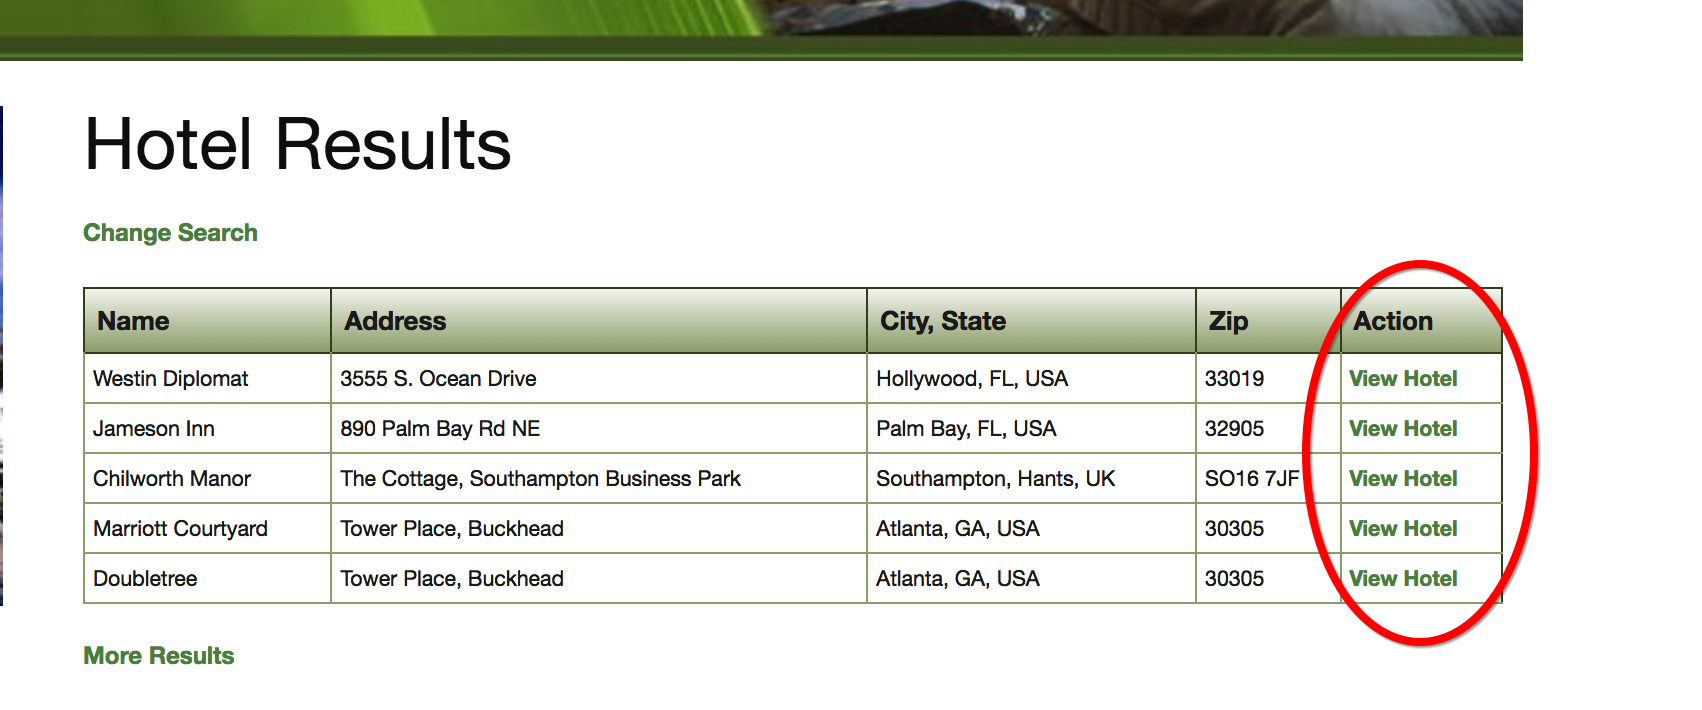 Hotel Results
Change Search
Name Address City, State Zip Action
Westin Diplomat 3555 S. Ocean Drive Hollywood, FL, USA 33019 View Hotel
Jameson Inn 890 Palm Bay Rd NE Palm Bay, FL, USA 32905 View Hotel
Chilworth Manor The Cottage, Southampton Business Park Southampton, Hants, UK SO16 7JF View Hotel
Marriott Courtyard Tower Place, Buckhead Atlanta, GA, USA 30305 View Hotel
Doubletree Tower Place, Buckhead Atlanta, GA, USA 30305 View Hotel
More Results